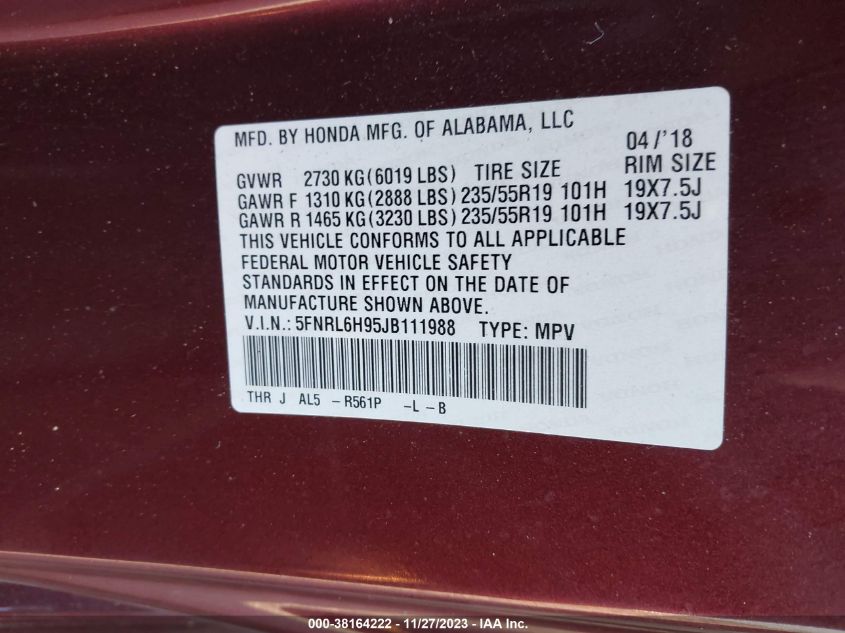 MFD. BY HONDA MFG. OF ALABAMA, LLC
04/'18
GVWR 2730 KG(6019 LBS) TIRE SIZE RIM SIZE
GAWR F 1310 KG(2888 LBS) 235/55R19 101H 19X7.5J
GAWR R 1465 KG(3230 LBS) 235/55R19 101H 19X7.5J
THIS VEHICLE CONFORMS TO ALL APPLICABLE
FEDERAL MOTOR VEHICLE SAFETY
STANDARDS IN EFFECT ON THE DATE OF
MANUFACTURE SHOWN ABOVE.
V.I.N.: 5FNRL6H95JB111988 TYPE: MPV
THR J AL5 -R561P -L-B
000-38164222 - 11/27/2023 - IAA Inc.